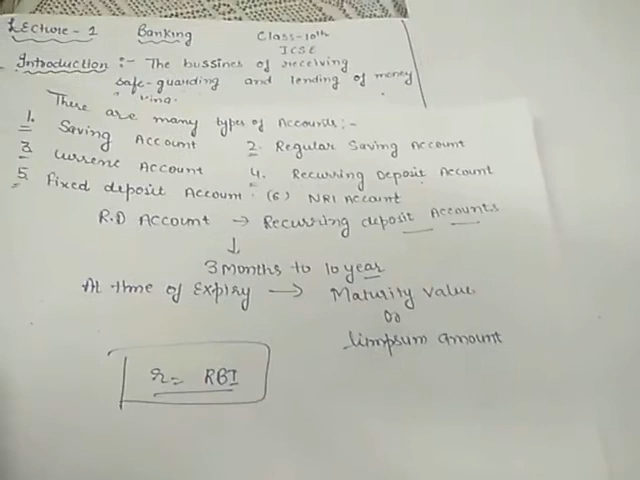 Lecture - 1 Banking Class-10th
ICSE
Introduction :- The bussines of receiving
safe-guarding and lending of money
There are many types of Accounts:-
1. Saving Account 2. Regular Saving Account
3. Current Account 4. Recurring Deposit Account
5. Fixed deposit Account. (6) NRI Account
R.D Account → Recurring deposit Accounts
↓
3 Months to 10 year
At time of Expiry → Maturity value
or
limpsum amount
r = RBI